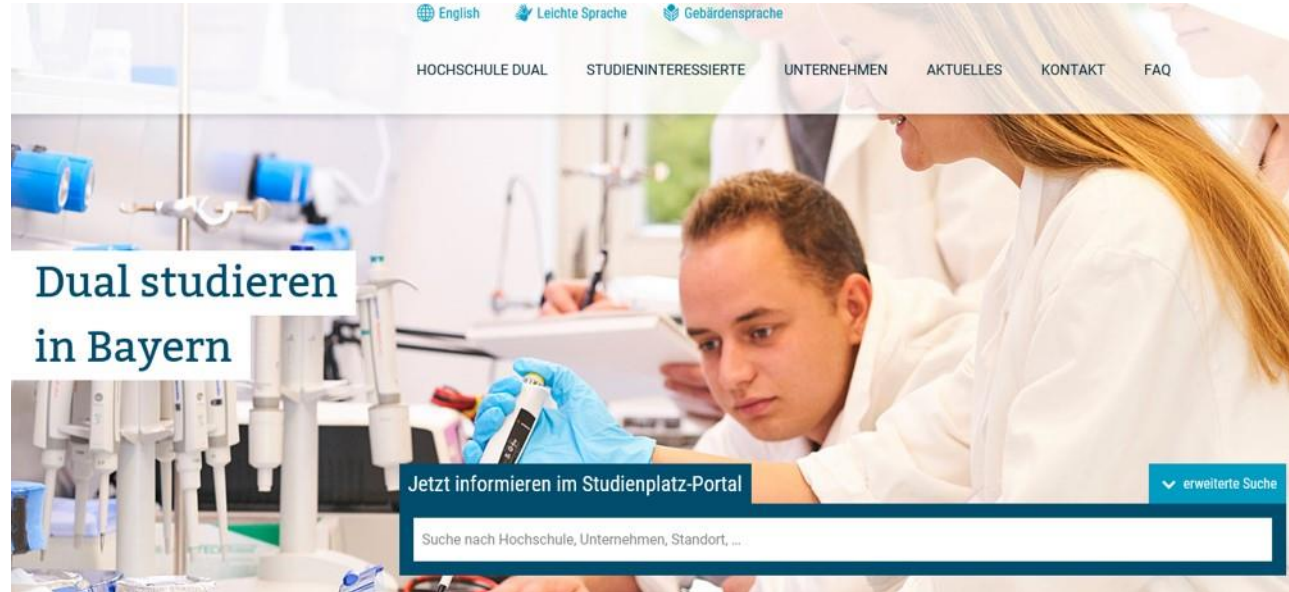 English Leichte Sprache Gebärdensprache
HOCHSCHULE DUAL STUDIENINTERESSIERTE UNTERNEHMEN AKTUELLES KONTAKT FAQ
Dual studieren
in Bayern
Jetzt informieren im Studienplatz-Portal
erweiterte Suche
Suche nach Hochschule, Unternehmen, Standort, ...